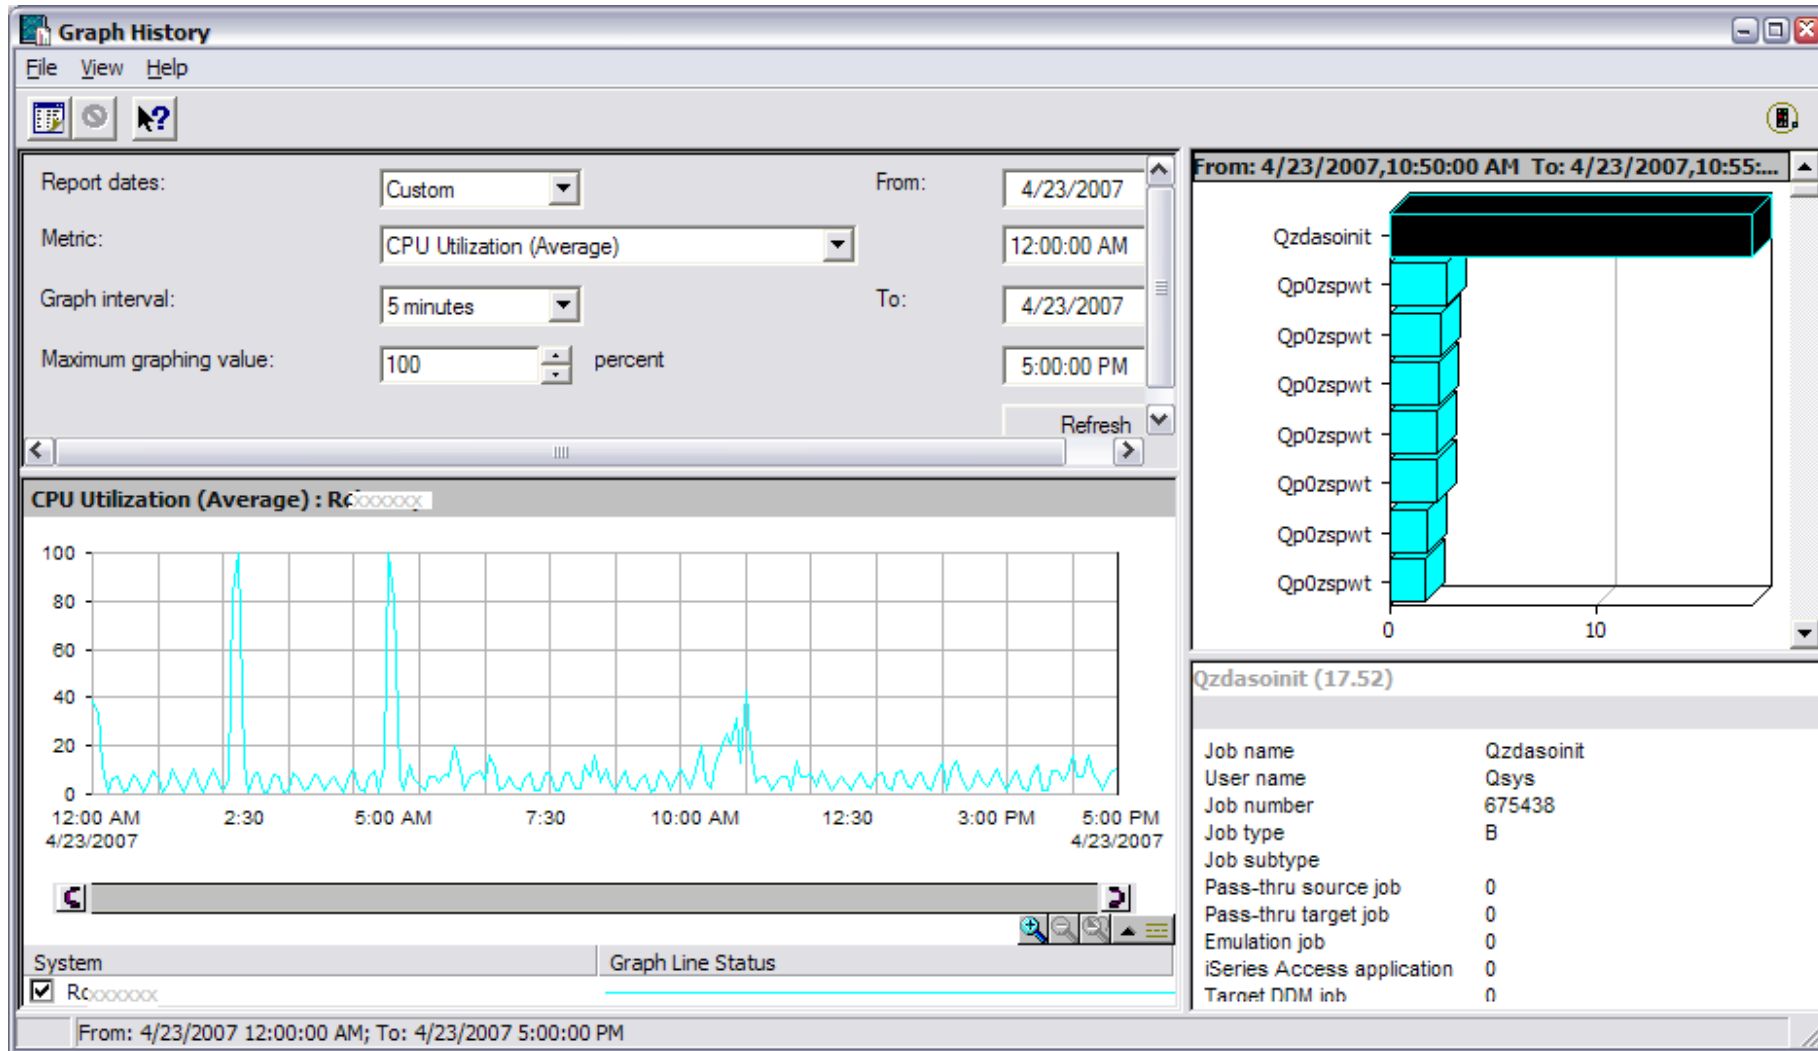 Graph History
File View Help
Report dates:
Custom
From:
4/23/2007
Metric:
CPU Utilization (Average)
12:00:00 AM
Graph interval:
5 minutes
To:
4/23/2007
Maximum graphing value:
100
percent
5:00:00 PM
Refresh
CPU Utilization (Average) : Rcxxxxxx
100
80
60
40
20
0
12:00 AM 2:30 5:00 AM 7:30 10:00 AM 12:30 3:00 PM 5:00 PM
4/23/2007 4/23/2007
System Graph Line Status
Rcxxxxxx
From: 4/23/2007 12:00:00 AM; To: 4/23/2007 5:00:00 PM
From: 4/23/2007,10:50:00 AM To: 4/23/2007,10:55:...
Qzdasoinit
Qp0zspwt
Qp0zspwt
Qp0zspwt
Qp0zspwt
Qp0zspwt
Qp0zspwt
Qp0zspwt
0 10
Qzdasoinit (17.52)
Job name Qzdasoinit
User name Qsys
Job number 675438
Job type B
Job subtype
Pass-thru source job 0
Pass-thru target job 0
Emulation job 0
iSeries Access application 0
Target DDM job 0